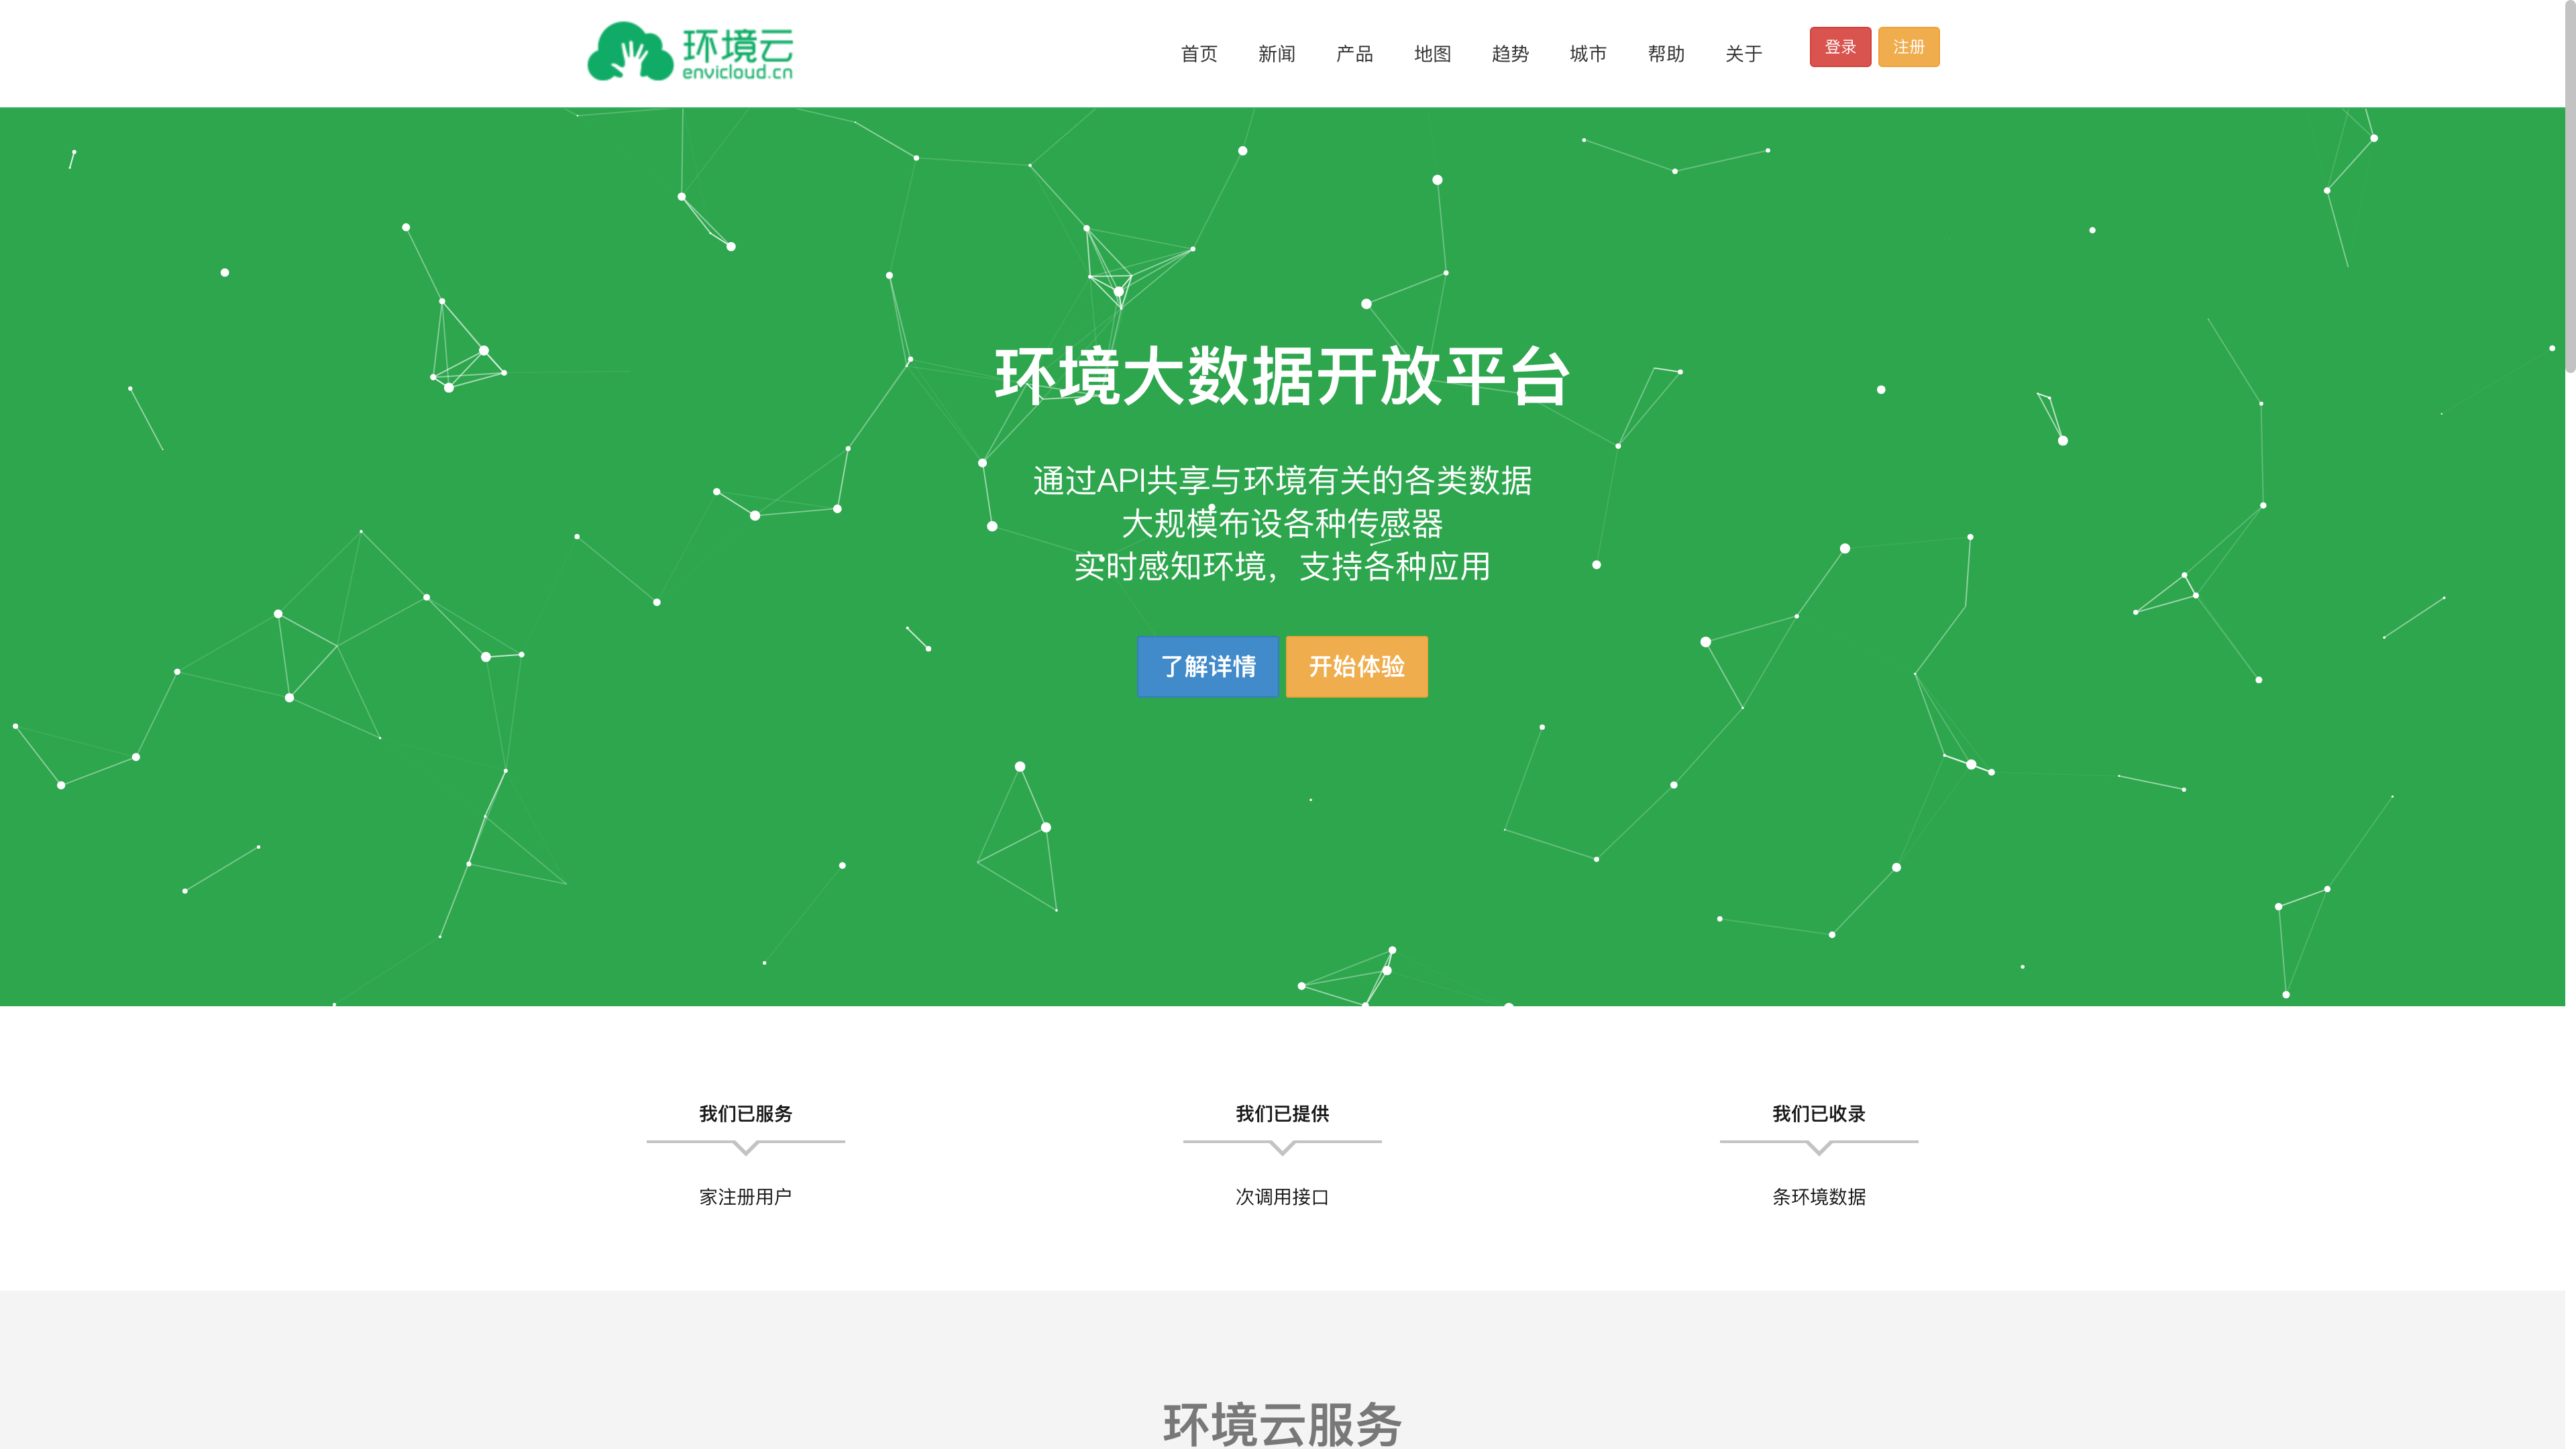 环境云
envicloud.cn
首页 新闻 产品 地图 趋势 城市 帮助 关于 登录 注册
环境大数据开放平台
通过API共享与环境有关的各类数据
大规模布设各种传感器
实时感知环境，支持各种应用
了解详情 开始体验
我们已服务 我们已提供 我们已收录
家注册用户 次调用接口 条环境数据
环境云服务